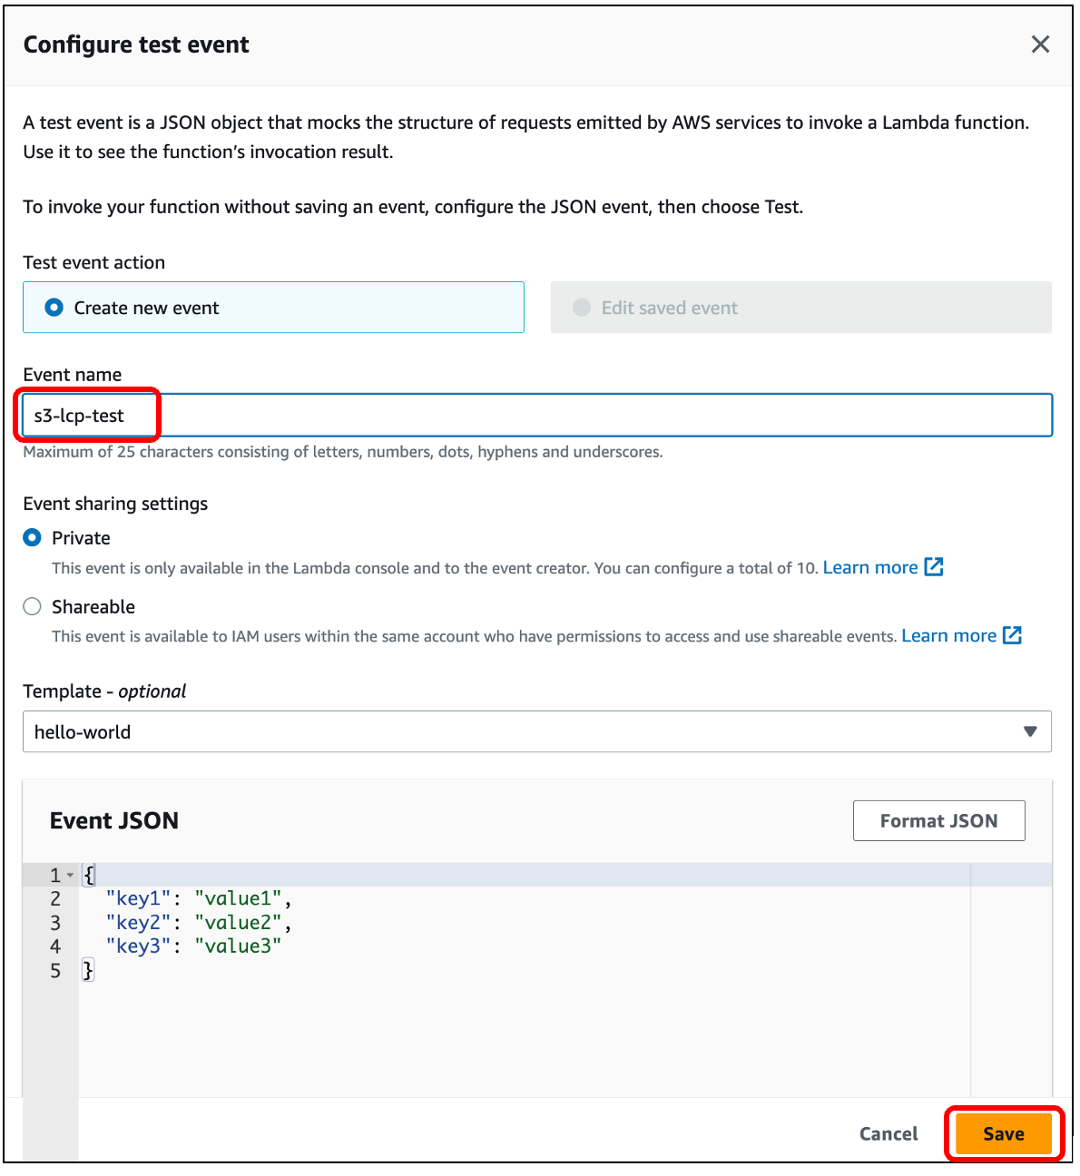 Configure test event
A test event is a JSON object that mocks the structure of requests emitted by AWS services to invoke a Lambda function.
Use it to see the function's invocation result.
To invoke your function without saving an event, configure the JSON event, then choose Test.
Test event action
Create new event
Edit saved event
Event name
s3-lcp-test
Maximum of 25 characters consisting of letters, numbers, dots, hyphens and underscores.
Event sharing settings
Private
This event is only available in the Lambda console and to the event creator. You can configure a total of 10. Learn more
Shareable
This event is available to IAM users within the same account who have permissions to access and use shareable events. Learn more
Template - optional
hello-world
Event JSON
Format JSON
1 {
2 "key1": "value1",
3 "key2": "value2",
4 "key3": "value3"
5 }
Cancel
Save